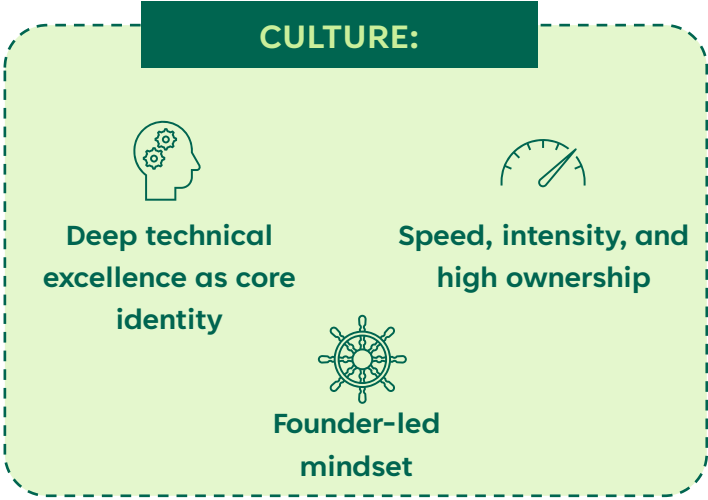 CULTURE:
Deep technical
excellence as core
identity
Speed, intensity, and
high ownership
Founder-led
mindset